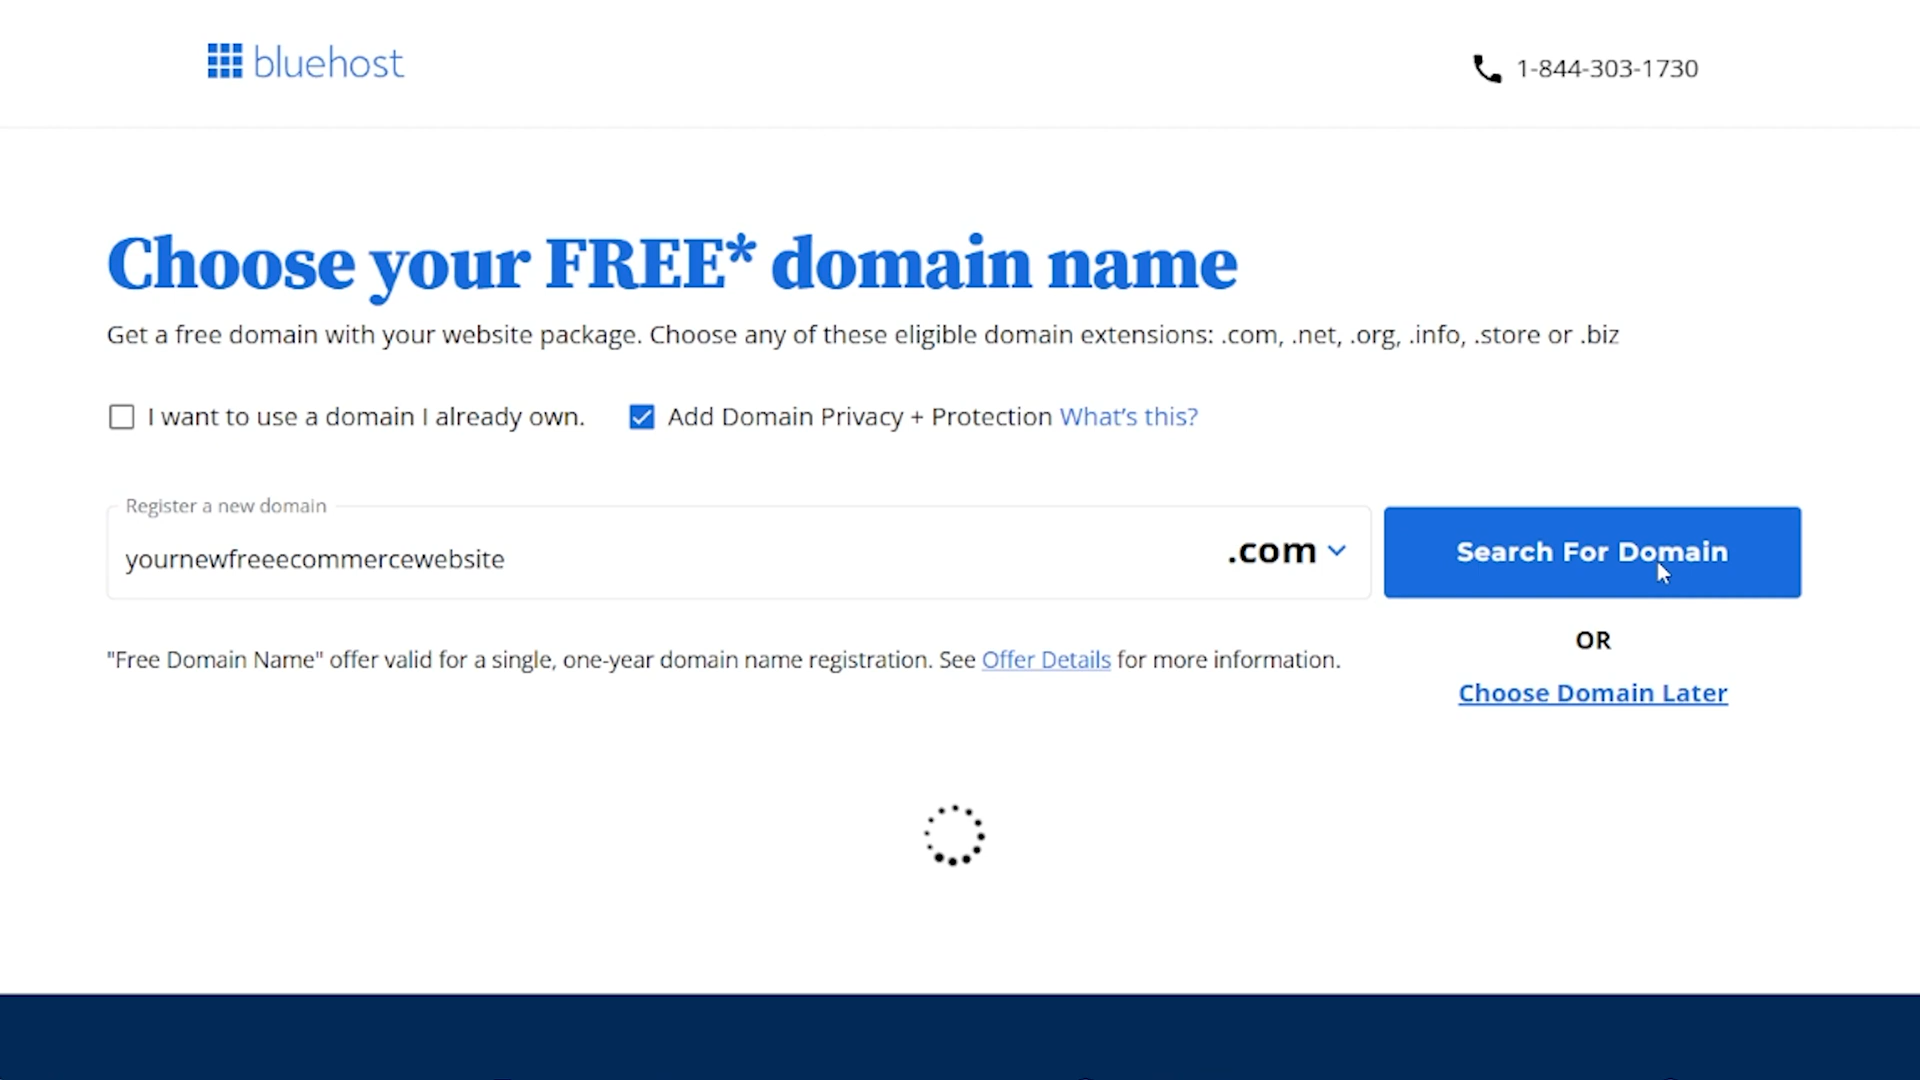 bluehost
1-844-303-1730
Choose your FREE* domain name
Get a free domain with your website package. Choose any of these eligible domain extensions: .com, .net, .org, .info, .store or .biz
I want to use a domain I already own.
Add Domain Privacy + Protection What's this?
Register a new domain
yournewfreeecommercewebsite
.com
Search For Domain
"Free Domain Name" offer valid for a single, one-year domain name registration. See Offer Details for more information.
OR
Choose Domain Later